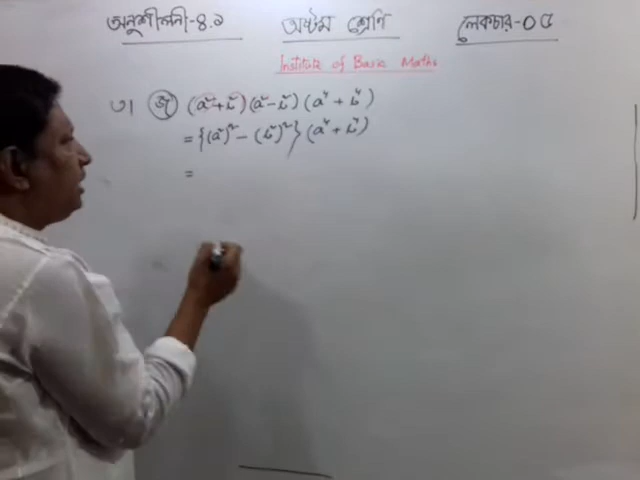 অনুশীলনী-৪.১ অষ্টম শ্রেণি লেকচার-০৫
Institute of Basic Maths
৩। (জ) (a²+b²)(a²-b²)(a⁴+b⁴)
={(a²)²-(b²)²}(a⁴+b⁴)
=